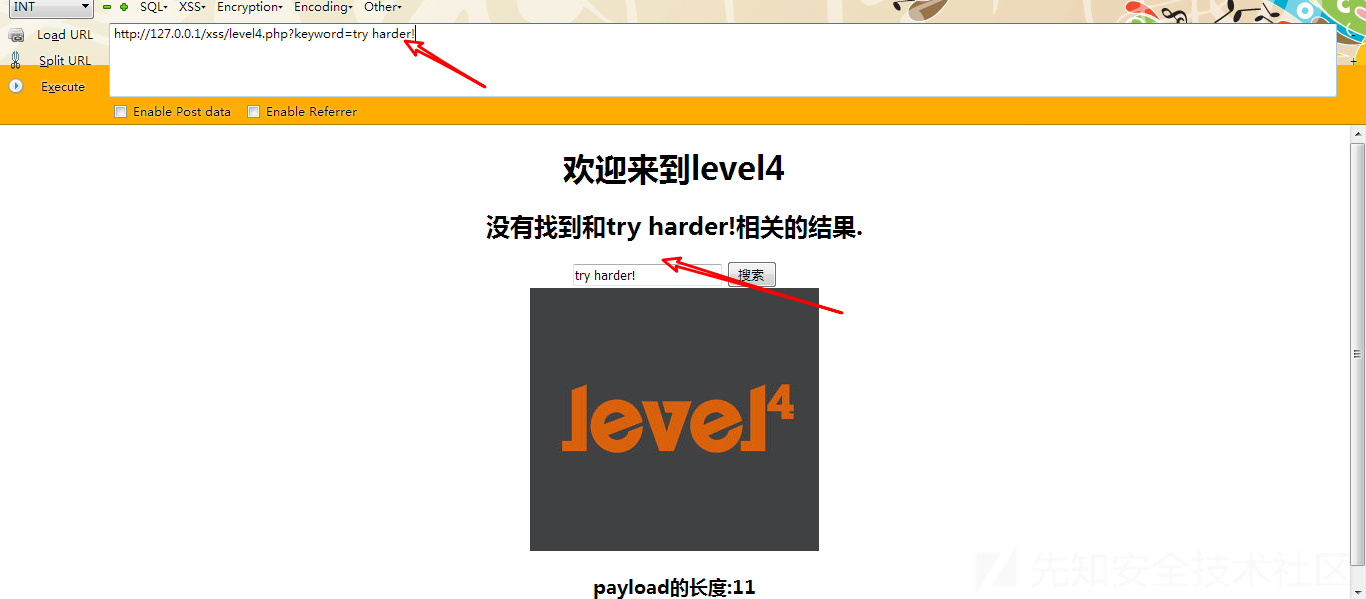 INT SQL▾ XSS▾ Encryption▾ Encoding▾ Other▾
Load URL http://127.0.0.1/xss/level4.php?keyword=try harder!
Split URL
Execute
Enable Post data Enable Referrer
欢迎来到level4
没有找到和try harder!相关的结果.
try harder! 搜索
level4
payload的长度:11
先知安全技术社区